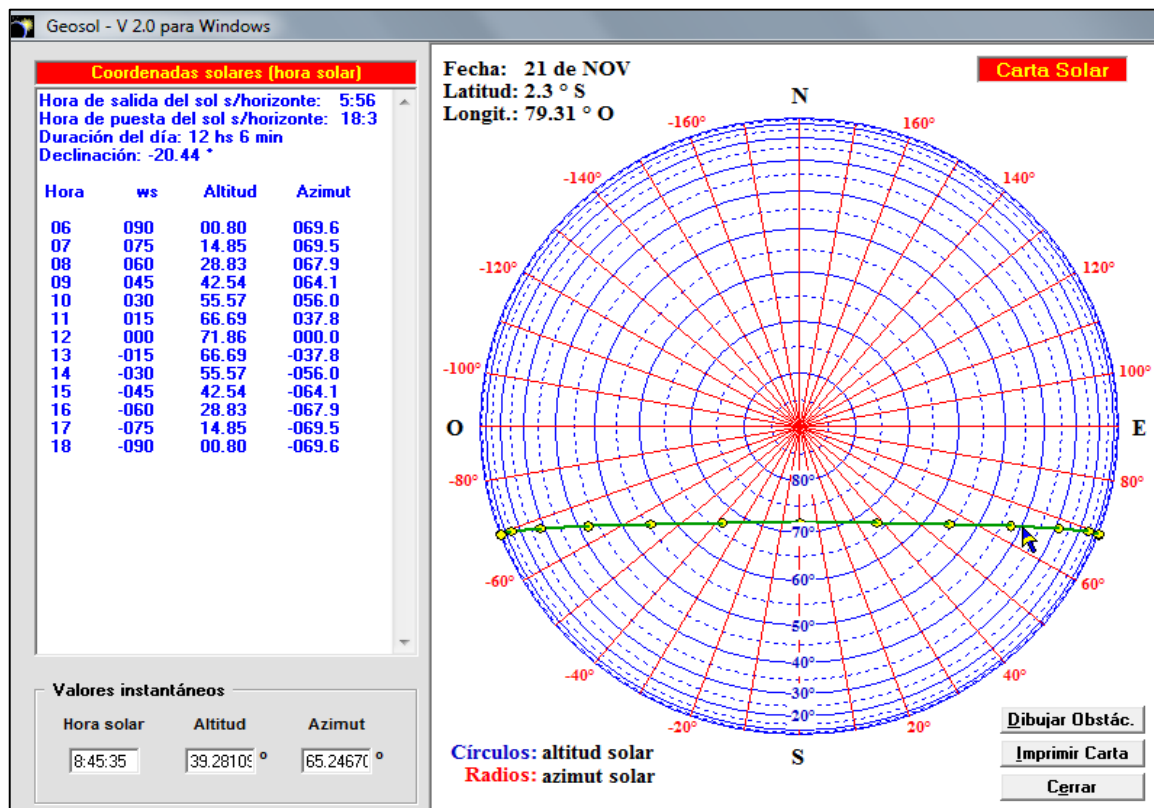 Geosol - V 2.0 para Windows
Coordenadas solares (hora solar)
Hora de salida del sol s/horizonte: 5:56
Hora de puesta del sol s/horizonte: 18:3
Duración del día: 12 hs 6 min
Declinación: -20.44 °
Hora ws Altitud Azimut
06 090 00.80 069.6
07 075 14.85 069.5
08 060 28.83 067.9
09 045 42.54 064.1
10 030 55.57 056.0
11 015 66.69 037.8
12 000 71.86 000.0
13 -015 66.69 -037.8
14 -030 55.57 -056.0
15 -045 42.54 -064.1
16 -060 28.83 -067.9
17 -075 14.85 -069.5
18 -090 00.80 -069.6
Valores instantáneos
Hora solar Altitud Azimut
8:45:35 39.28109 ° 65.24670 °
Fecha: 21 de NOV
Latitud: 2.3 ° S
Longit.: 79.31 ° O
Carta Solar
N
-160° 160°
-140° 140°
-120° 120°
-100° 100°
O E
-80° 80°
80°
70°
-60° 60°
60°
50°
-40° 40° 40°
30°
20°
-20° 20°
S
Círculos: altitud solar
Radios: azimut solar
Dibujar Obstác.
Imprimir Carta
Cerrar